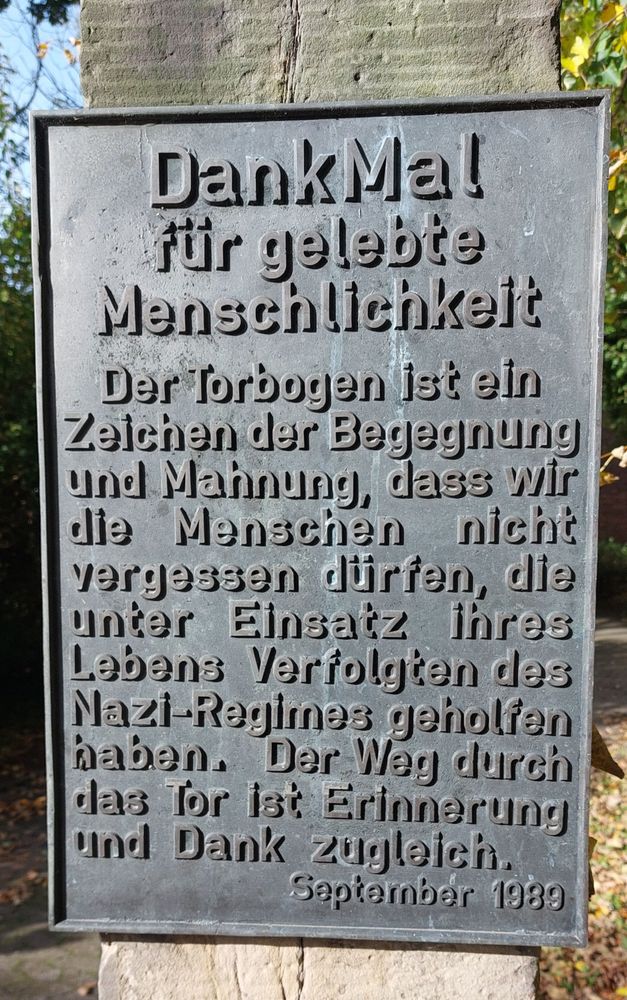 DankMal
für gelebte
Menschlichkeit
Der Torbogen ist ein
Zeichen der Begegnung
und Mahnung, dass wir
die Menschen nicht
vergessen dürfen, die
unter Einsatz ihres
Lebens Verfolgten des
Nazi-Regimes geholfen
haben. Der Weg durch
das Tor ist Erinnerung
und Dank zugleich.
September 1989